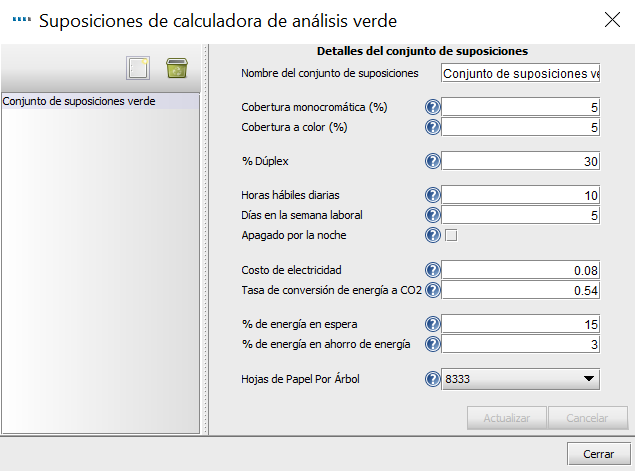 Suposiciones de calculadora de análisis verde
Conjunto de suposiciones verde
Detalles del conjunto de suposiciones
Nombre del conjunto de suposiciones Conjunto de suposiciones ve
Cobertura monocromática (%) ? 5
Cobertura a color (%) ? 5
% Dúplex ? 30
Horas hábiles diarias ? 10
Días en la semana laboral ? 5
Apagado por la noche ?
Costo de electricidad ? 0.08
Tasa de conversión de energía a CO2 ? 0.54
% de energía en espera ? 15
% de energía en ahorro de energía ? 3
Hojas de Papel Por Árbol ? 8333
Actualizar Cancelar
Cerrar